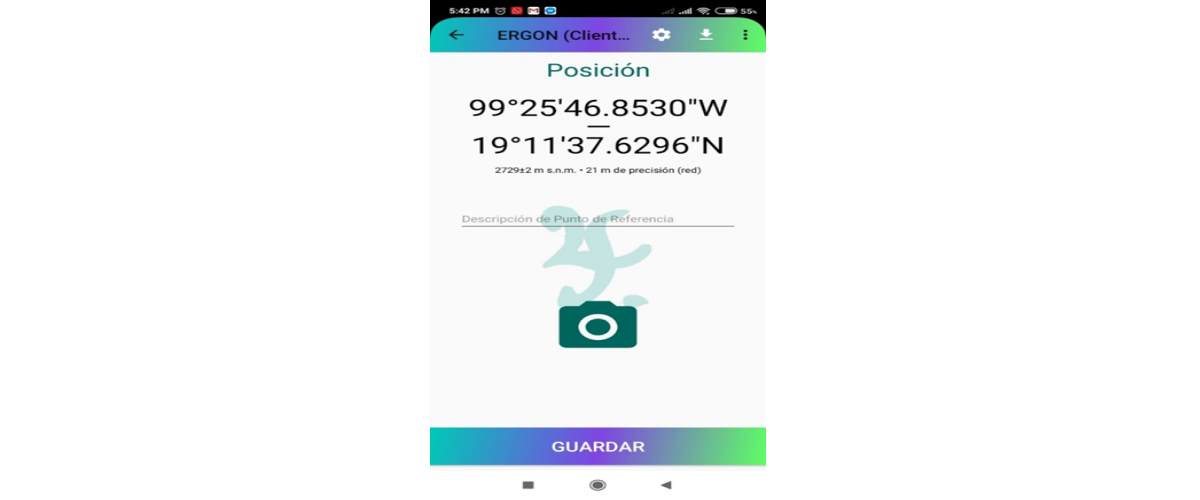 5:42 PM 55%
ERGON (Client...
Posición
99°25'46.8530"W
19°11'37.6296"N
2729±2 m s.n.m. • 21 m de precisión (red)
Descripción de Punto de Referencia
GUARDAR